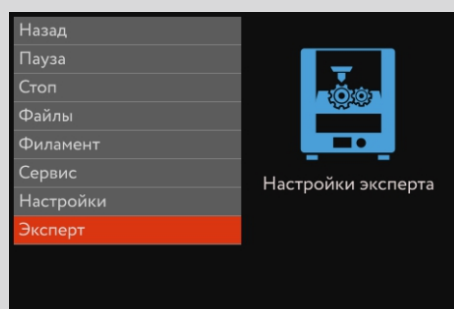 Назад
Пауза
Стоп
Файлы
Филамент
Сервис
Настройки
Эксперт
Настройки эксперта